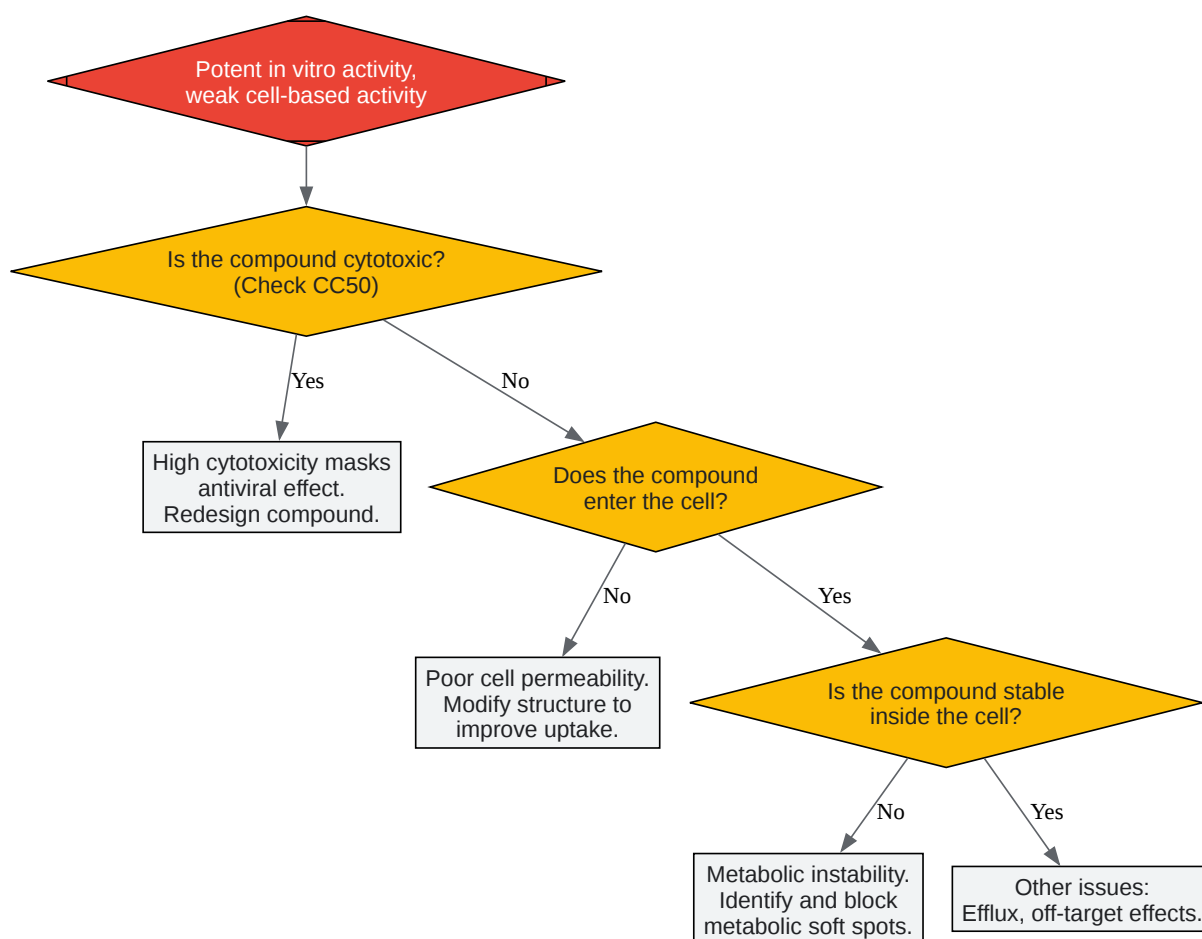 Potent in vitro activity,
weak cell-based activity
Is the compound cytotoxic?
(Check CC50)
Yes
No
High cytotoxicity masks
antiviral effect.
Redesign compound.
Does the compound
enter the cell?
No
Yes
Poor cell permeability.
Modify structure to
improve uptake.
Is the compound stable
inside the cell?
No
Yes
Metabolic instability.
Identify and block
metabolic soft spots.
Other issues:
Efflux, off-target effects.